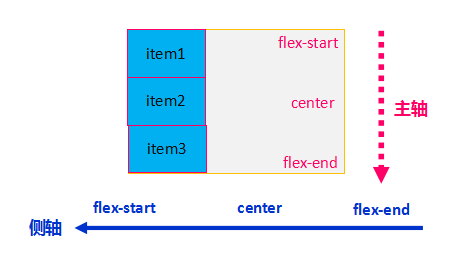 item1
flex-start
item2
center
主轴
item3
flex-end
flex-start center flex-end
侧轴